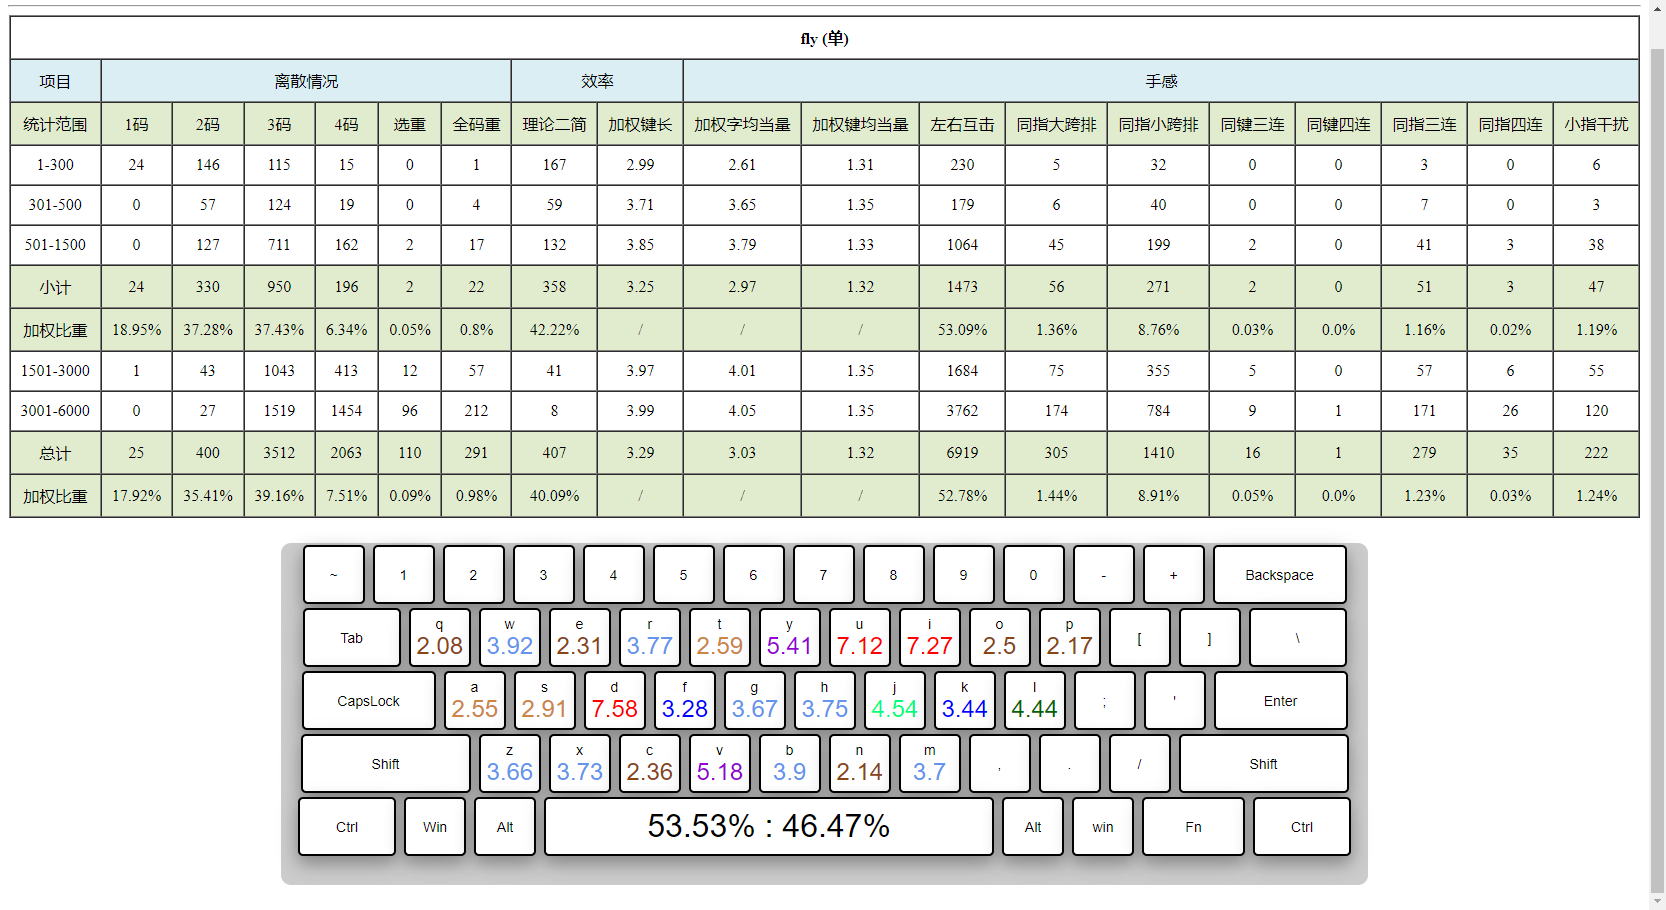 fly (单)
项目 离散情况 效率 手感
统计范围 1码 2码 3码 4码 选重 全码重 理论二简 加权键长 加权字均当量 加权键均当量 左右互击 同指大跨排 同指小跨排 同键三连 同键四连 同指三连 同指四连 小指干扰
1-300 24 146 115 15 0 1 167 2.99 2.61 1.31 230 5 32 0 0 3 0 6
301-500 0 57 124 19 0 4 59 3.71 3.65 1.35 179 6 40 0 0 7 0 3
501-1500 0 127 711 162 2 17 132 3.85 3.79 1.33 1064 45 199 2 0 41 3 38
小计 24 330 950 196 2 22 358 3.25 2.97 1.32 1473 56 271 2 0 51 3 47
加权比重 18.95% 37.28% 37.43% 6.34% 0.05% 0.8% 42.22% / / / 53.09% 1.36% 8.76% 0.03% 0.0% 1.16% 0.02% 1.19%
1501-3000 1 43 1043 413 12 57 41 3.97 4.01 1.35 1684 75 355 5 0 57 6 55
3001-6000 0 27 1519 1454 96 212 8 3.99 4.05 1.35 3762 174 784 9 1 171 26 120
总计 25 400 3512 2063 110 291 407 3.29 3.03 1.32 6919 305 1410 16 1 279 35 222
加权比重 17.92% 35.41% 39.16% 7.51% 0.09% 0.98% 40.09% / / / 52.78% 1.44% 8.91% 0.05% 0.0% 1.23% 0.03% 1.24%
~ 1 2 3 4 5 6 7 8 9 0 - + Backspace
Tab q w e r t y u i o p [ ] \
2.08 3.92 2.31 3.77 2.59 5.41 7.12 7.27 2.5 2.17
CapsLock a s d f g h j k l ; ' Enter
2.55 2.91 7.58 3.28 3.67 3.75 4.54 3.44 4.44
Shift z x c v b n m , . / Shift
3.66 3.73 2.36 5.18 3.9 2.14 3.7
Ctrl Win Alt 53.53% : 46.47% Alt win Fn Ctrl